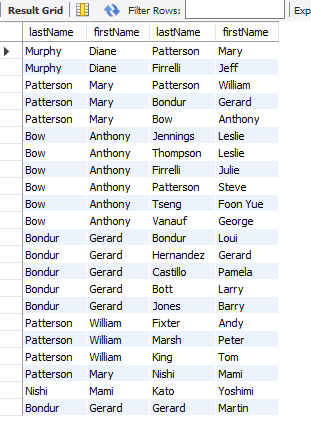 Result Grid Filter Rows: Exp
lastName firstName lastName firstName
Murphy Diane Patterson Mary
Murphy Diane Firrelli Jeff
Patterson Mary Patterson William
Patterson Mary Bondur Gerard
Patterson Mary Bow Anthony
Bow Anthony Jennings Leslie
Bow Anthony Thompson Leslie
Bow Anthony Firrelli Julie
Bow Anthony Patterson Steve
Bow Anthony Tseng Foon Yue
Bow Anthony Vanauf George
Bondur Gerard Bondur Loui
Bondur Gerard Hernandez Gerard
Bondur Gerard Castillo Pamela
Bondur Gerard Bott Larry
Bondur Gerard Jones Barry
Patterson William Fixter Andy
Patterson William Marsh Peter
Patterson William King Tom
Patterson Mary Nishi Mami
Nishi Mami Kato Yoshimi
Bondur Gerard Gerard Martin